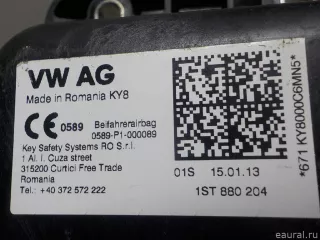 VW AG
Made in Romania KY8
CE 0589
Beifahrerairbag
0589-P1-000089
Key Safety Systems RO S.r.l.
1 Al. I. Cuza street
315200 Curtici Free Trade
Romania
Tel.: +40 372 572 222
01S 15.01.13
1ST 880 204
*671 KY8000C6MN5*
eaural.ru